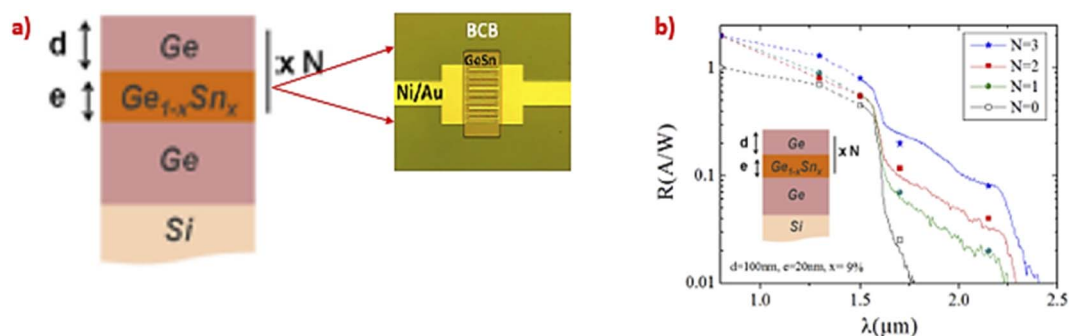 a)
d
Ge
x N
e
Ge1-xSnx
Ge
Si
BCB
GeSn
Ni/Au
b)
R(A/W)
1
0.1
0.01
N=3
N=2
N=1
N=0
d
Ge
x N
e
Ge1-xSnx
Ge
Si
d=100nm, e=20nm, x= 9%
1.0 1.5 2.0 2.5
λ(μm)